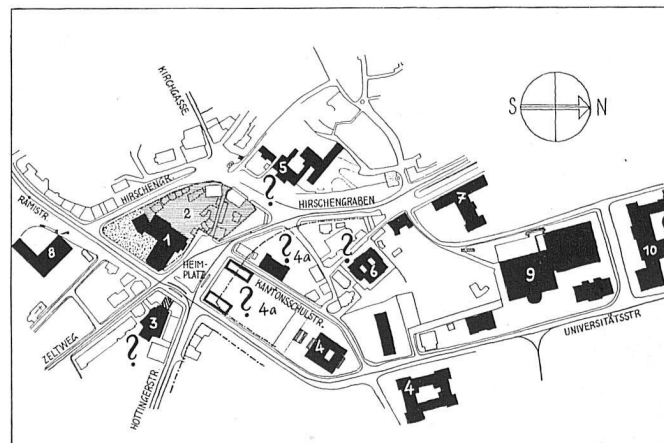 KIRCHGASSE
S N
5
?
HIRSCHENGR.
HIRSCHENGRABEN
7
RÄMISTR
2
8
1
?
4a
?
6
9
10
HEIM-
PLATZ
?
4a
KANTONSSCHULSTR.
3
?
4
UNIVERSITÄTSSTR
ZELTWEG
HOTTINGERSTR
4